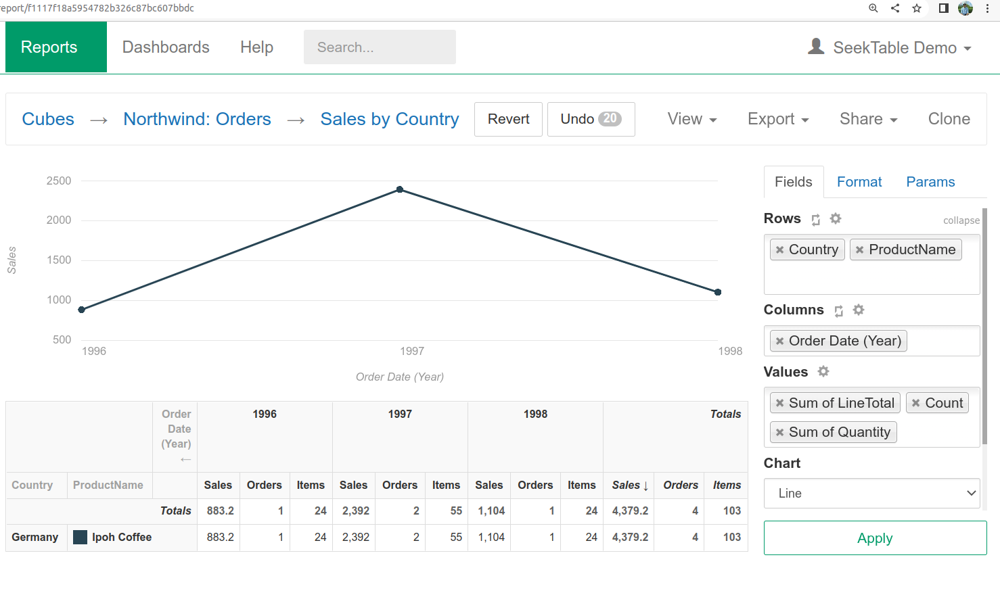 report/f1117f18a5954782b326c87bc607bbdc
Reports Dashboards Help Search... SeekTable Demo
Cubes → Northwind: Orders → Sales by Country Revert Undo 20 View Export Share Clone
2500
2000
1500
1000
500
Sales
1996 1997 1998
Order Date (Year)
Order Date (Year) ← 1996 1997 1998 Totals
Country ProductName Sales Orders Items Sales Orders Items Sales Orders Items Sales ↓ Orders Items
Totals 883.2 1 24 2,392 2 55 1,104 1 24 4,379.2 4 103
Germany Ipoh Coffee 883.2 1 24 2,392 2 55 1,104 1 24 4,379.2 4 103
Fields Format Params
Rows collapse
× Country × ProductName
Columns
× Order Date (Year)
Values
× Sum of LineTotal × Count
× Sum of Quantity
Chart
Line
Apply